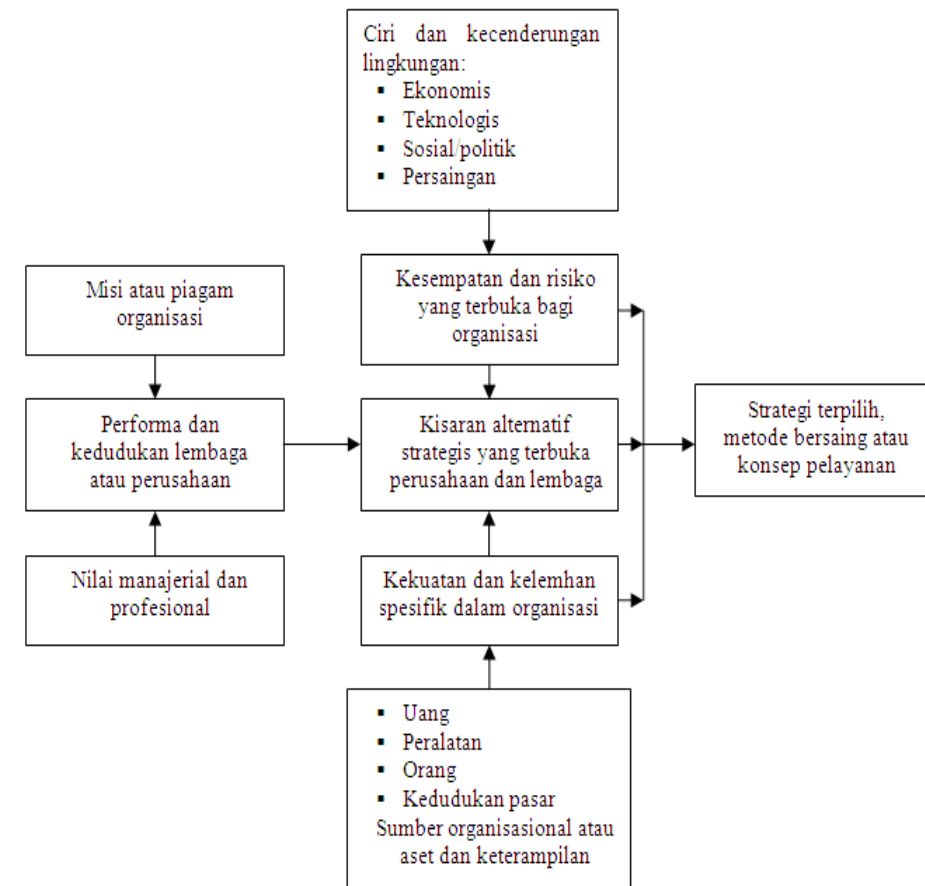 Ciri dan kecenderungan
lingkungan:
▪ Ekonomis
▪ Teknologis
▪ Sosial/politik
▪ Persaingan
Misi atau piagam
organisasi
Kesempatan dan risiko
yang terbuka bagi
organisasi
Performa dan
kedudukan lembaga
atau perusahaan
Kisaran alternatif
strategis yang terbuka
perusahaan dan lembaga
Strategi terpilih,
metode bersaing atau
konsep pelayanan
Nilai manajerial dan
profesional
Kekuatan dan kelemhan
spesifik dalam organisasi
▪ Uang
▪ Peralatan
▪ Orang
▪ Kedudukan pasar
Sumber organisasional atau
aset dan keterampilan